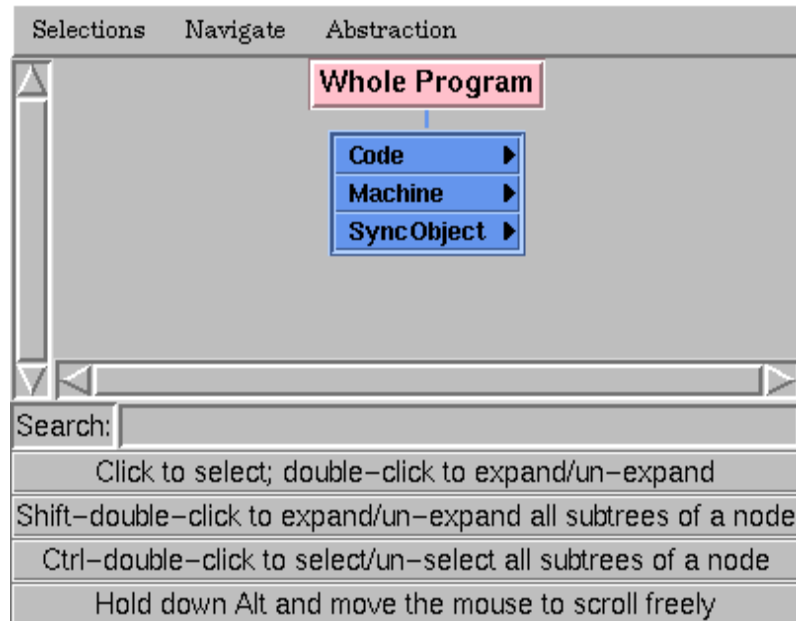 Selections Navigate Abstraction
Whole Program
Code
Machine
SyncObject
Search:
Click to select; double-click to expand/un-expand
Shift-double-click to expand/un-expand all subtrees of a node
Ctrl-double-click to select/un-select all subtrees of a node
Hold down Alt and move the mouse to scroll freely